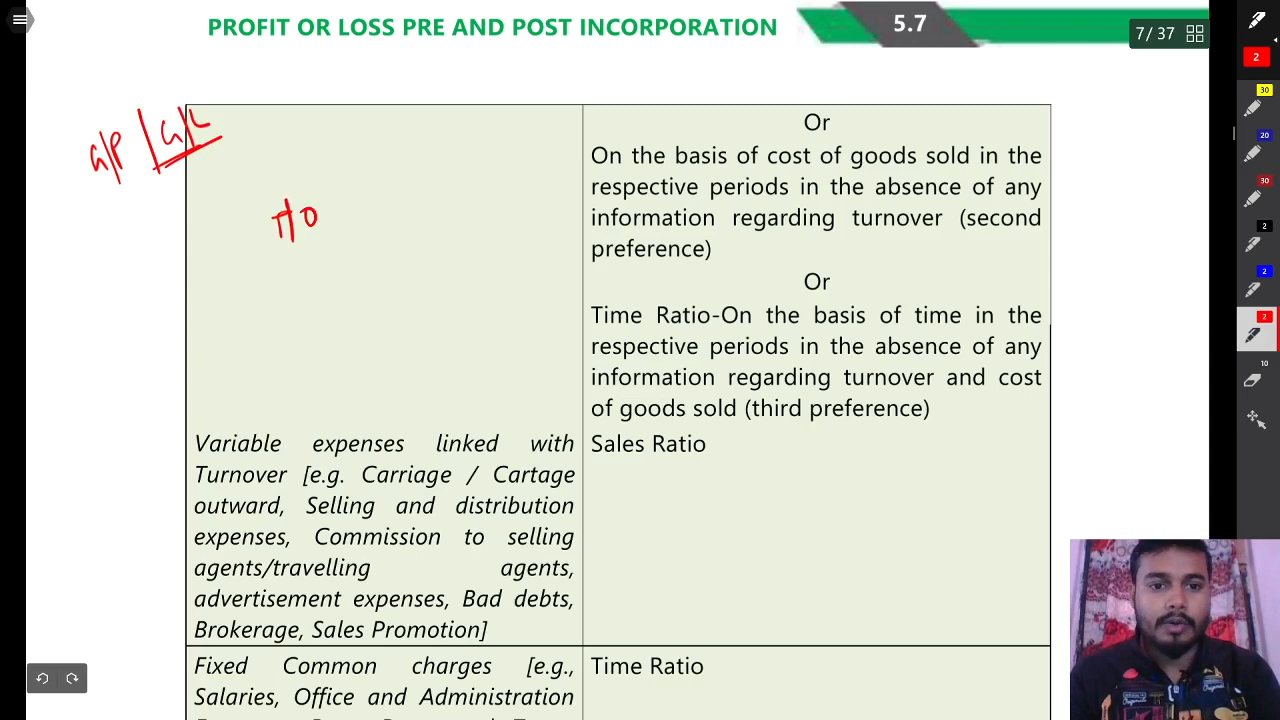 PROFIT OR LOSS PRE AND POST INCORPORATION
5.7
7/ 37
2
30
20
30
2
2
2
10
G/P G/L
T/O
Or
On the basis of cost of goods sold in the
respective periods in the absence of any
information regarding turnover (second
preference)
Or
Time Ratio-On the basis of time in the
respective periods in the absence of any
information regarding turnover and cost
of goods sold (third preference)
Variable expenses linked with
Turnover [e.g. Carriage / Cartage
outward, Selling and distribution
expenses, Commission to selling
agents/travelling agents,
advertisement expenses, Bad debts,
Brokerage, Sales Promotion]
Sales Ratio
Fixed Common charges [e.g.,
Salaries, Office and Administration
Time Ratio